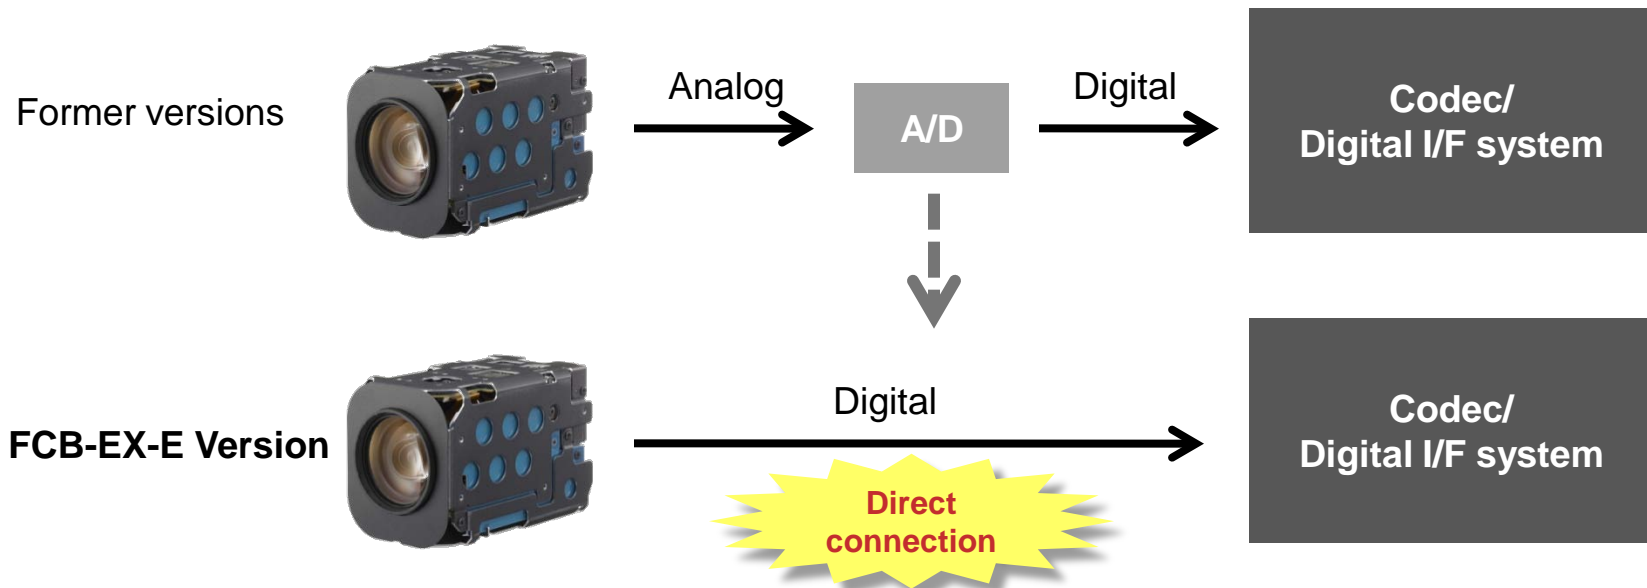 Former versions
Analog
A/D
Digital
Codec/
Digital I/F system
FCB-EX-E Version
Digital
Direct
connection
Codec/
Digital I/F system